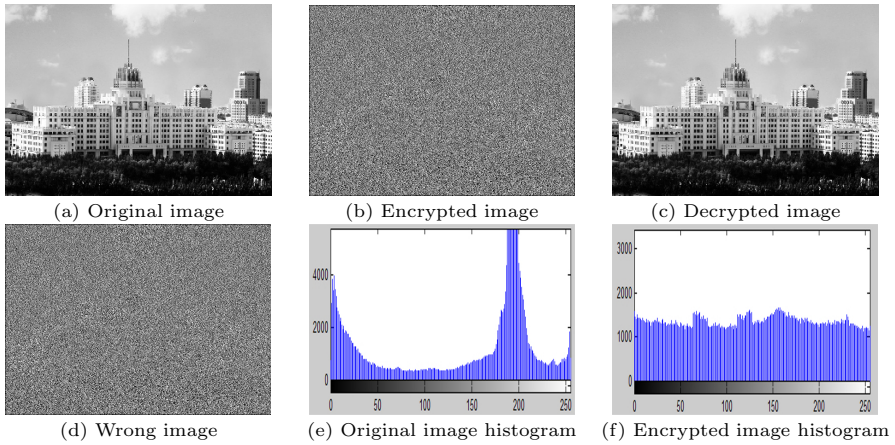 (a) Original image
(b) Encrypted image
(c) Decrypted image
4000
2000
0
0 50 100 150 200 250
3000
2000
1000
0
0 50 100 150 200 250
(d) Wrong image
(e) Original image histogram
(f) Encrypted image histogram